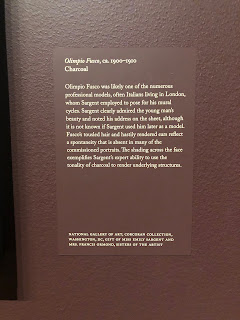 Olimpio Fusco, ca. 1900–1910
Charcoal
Olimpio Fusco was likely one of the numerous
professional models, often Italians living in London,
whom Sargent employed to pose for his mural
cycles. Sargent clearly admired the young man's
beauty and noted his address on the sheet, although
it is not known if Sargent used him later as a model.
Fusco's tousled hair and hastily rendered ears reflect
a spontaneity that is absent in many of the
commissioned portraits. The shading across the face
exemplifies Sargent's expert ability to use the
tonality of charcoal to render underlying structures.
NATIONAL GALLERY OF ART, CORCORAN COLLECTION,
WASHINGTON, DC, GIFT OF MISS EMILY SARGENT AND
MRS. FRANCIS ORMOND, SISTERS OF THE ARTIST